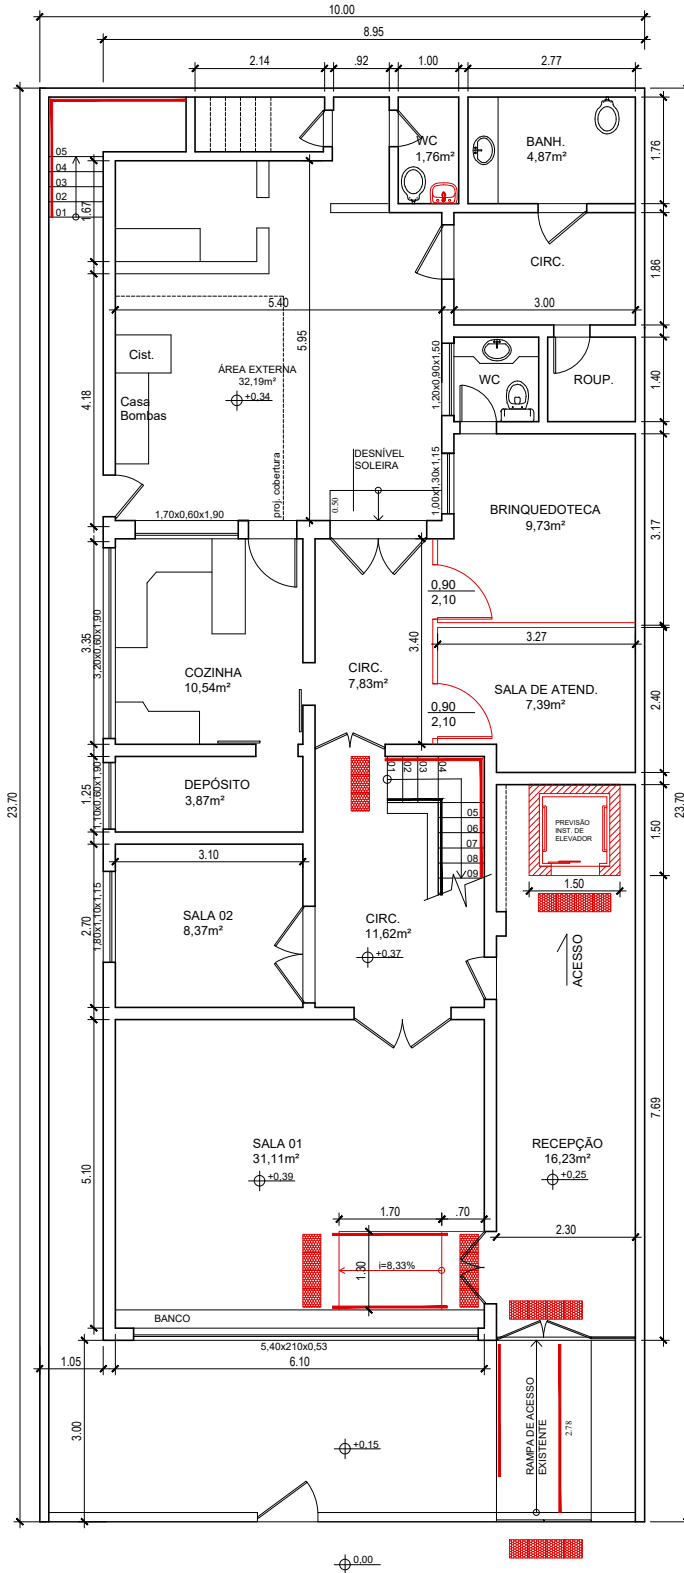 10.00
8.95
2.14
.92
1.00
2.77
WC
1,76m²
BANH.
4,87m²
1.76
05
04
03
02
01
1.67
CIRC.
1.86
5.40
3.00
5.95
Cist.
ÁREA EXTERNA
32,19m²
+0.34
1,20x0,90x1,50
WC
ROUP.
1.40
4.18
Casa
Bombas
proj. cobertura
DESNÍVEL
SOLEIRA
0.50
1,00x1,30x1,15
BRINQUEDOTECA
9,73m²
3.17
1,70x0,60x1,90
0,90
2,10
3.35
3,20x0,60x1,90
COZINHA
10,54m²
CIRC.
7,83m²
3.40
3.27
SALA DE ATEND.
7,39m²
2.40
0,90
2,10
23.70
23.70
1.25
1,10x0,60x1,90
DEPÓSITO
3,87m²
01
02
03
04
05
06
07
08
09
PREVISÃO
INST. DE
ELEVADOR
1.50
1.50
3.10
2.70
1,80x1,10x1,15
SALA 02
8,37m²
CIRC.
11,62m²
+0,37
ACESSO
7.69
5.10
SALA 01
31,11m²
+0,39
RECEPÇÃO
16,23m²
+0,25
1.70
.70
2.30
1.30
i=8,33%
BANCO
5,40x210x0,53
1.05
6.10
3.00
RAMPA DE ACESSO
EXISTENTE
2.78
+0,15
0,00